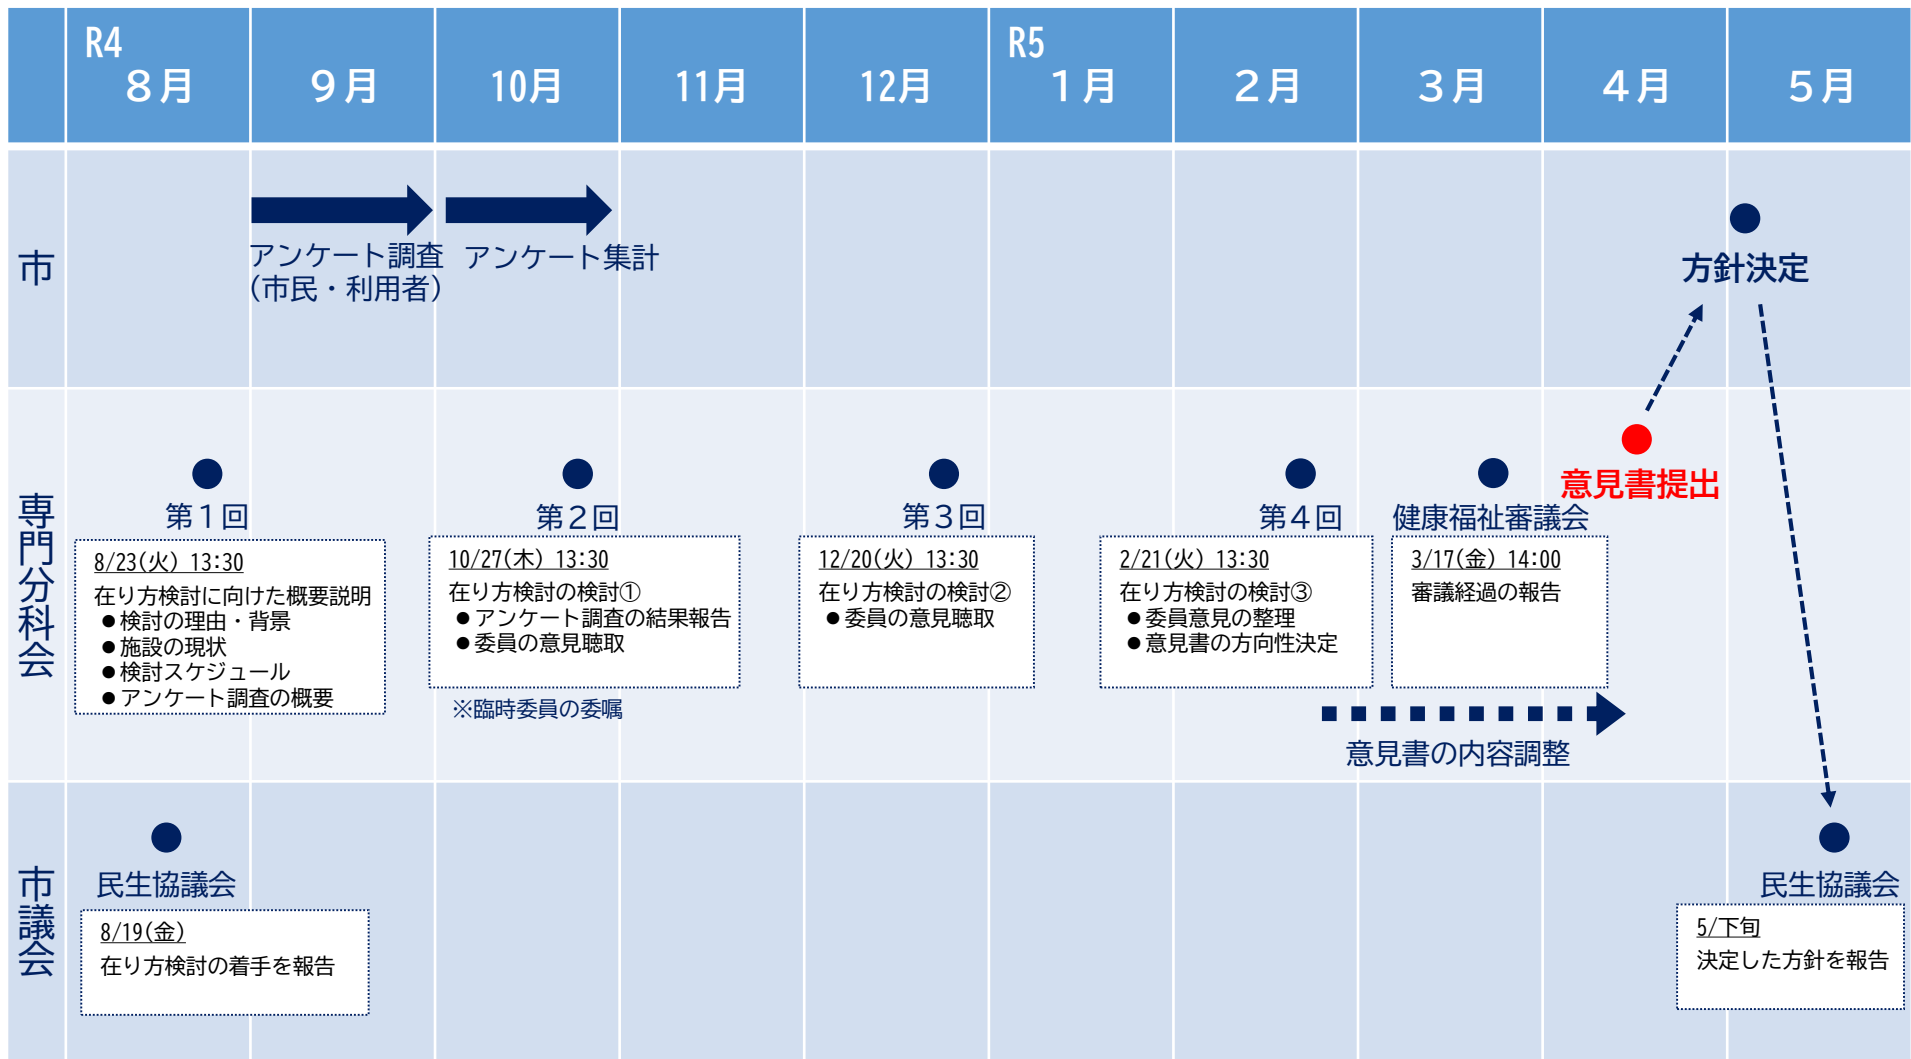 R4
8月
9月
10月
11月
12月
R5
1月
2月
3月
4月
5月
市
アンケート調査
(市民・利用者)
アンケート集計
方針決定
専門分科会
第1回
8/23(火) 13:30
在り方検討に向けた概要説明
●検討の理由・背景
●施設の現状
●検討スケジュール
●アンケート調査の概要
第2回
10/27(木) 13:30
在り方検討の検討①
●アンケート調査の結果報告
●委員の意見聴取
※臨時委員の委嘱
第3回
12/20(火) 13:30
在り方検討の検討②
●委員の意見聴取
第4回
2/21(火) 13:30
在り方検討の検討③
●委員意見の整理
●意見書の方向性決定
健康福祉審議会
3/17(金) 14:00
審議経過の報告
意見書の内容調整
意見書提出
市議会
民生協議会
8/19(金)
在り方検討の着手を報告
民生協議会
5/下旬
決定した方針を報告